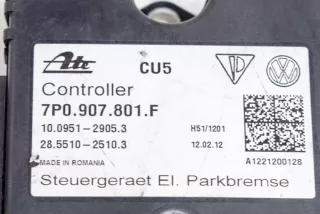 Ate CU5
Controller
7P0.907.801.F
10.0951-2905.3 H51/1201
28.5510-2510.3 12.02.12
MADE IN ROMANIA A1221200128
Steuergeraet El. Parkbremse